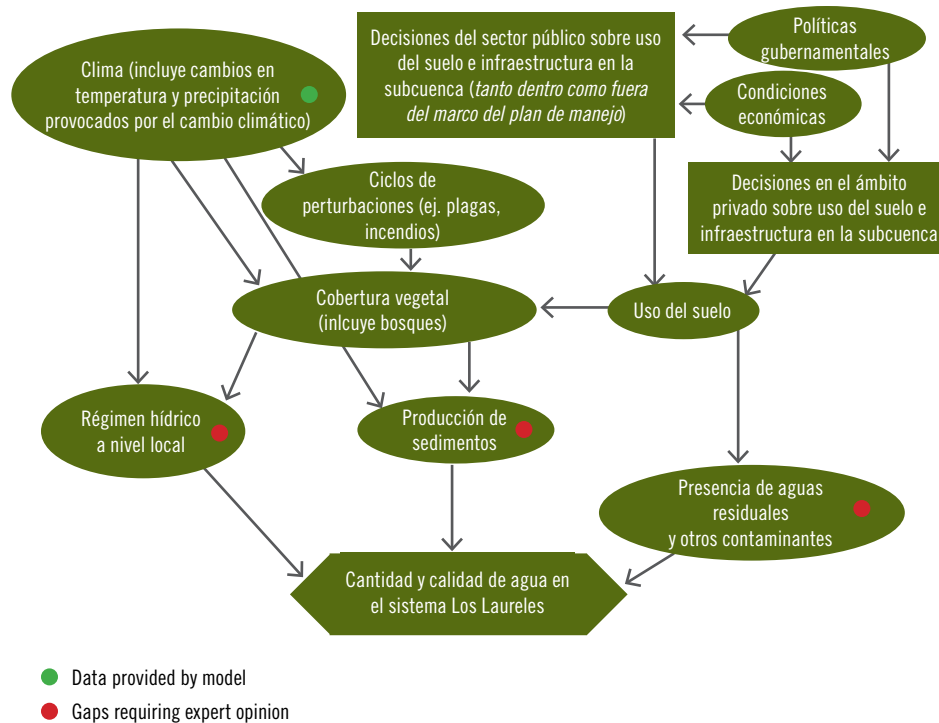 Clima (incluye cambios en
temperatura y precipitación
provocados por el cambio climático)
Decisiones del sector público sobre uso
del suelo e infraestructura en la
subcuenca (tanto dentro como fuera
del marco del plan de manejo)
Políticas
gubernamentales
Condiciones
económicas
Ciclos de
perturbaciones (ej. plagas,
incendios)
Decisiones en el ámbito
privado sobre uso del suelo e
infraestructura en la subcuenca
Cobertura vegetal
(inlcuye bosques)
Uso del suelo
Régimen hídrico
a nivel local
Producción de
sedimentos
Presencia de aguas
residuales
y otros contaminantes
Cantidad y calidad de agua en
el sistema Los Laureles
Data provided by model
Gaps requiring expert opinion